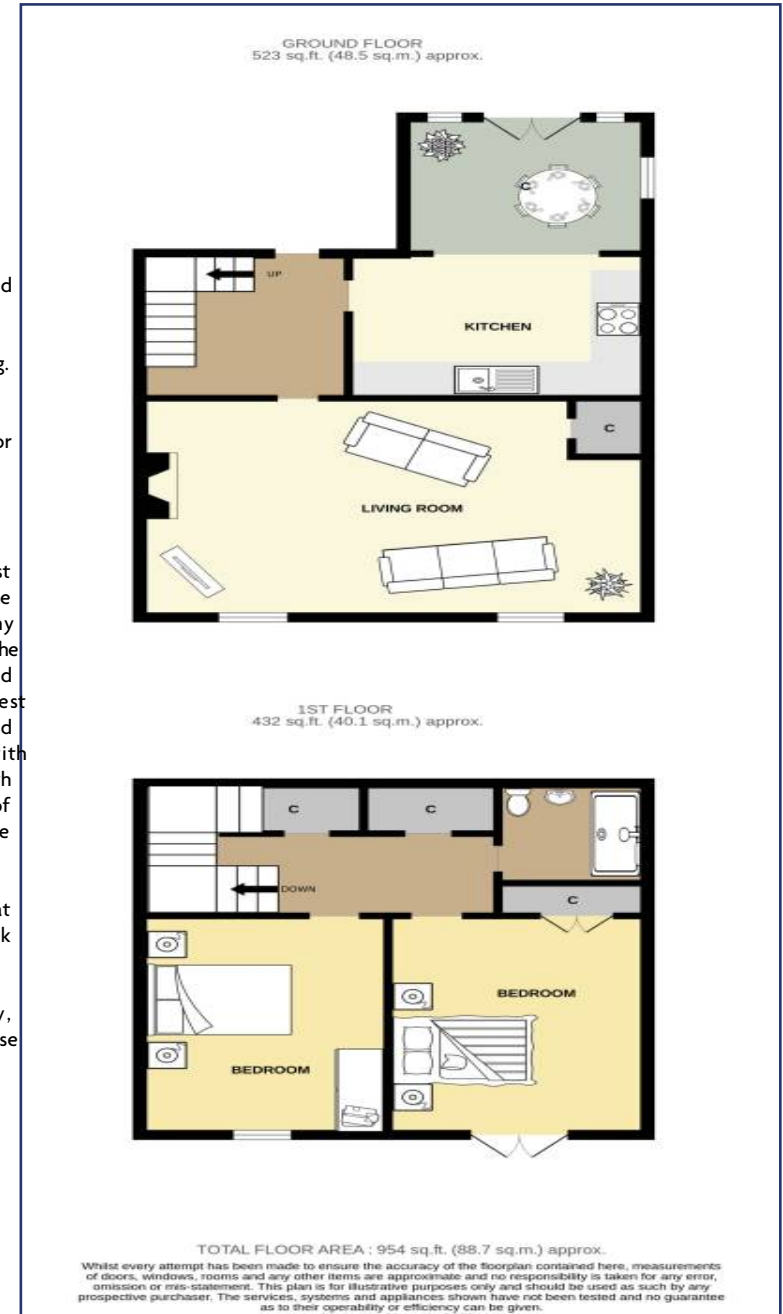 GROUND FLOOR
523 sq.ft. (48.5 sq.m.) approx.
C
UP
KITCHEN
C
LIVING ROOM
1ST FLOOR
432 sq.ft. (40.1 sq.m.) approx.
C
C
DOWN
C
BEDROOM
BEDROOM
TOTAL FLOOR AREA : 954 sq.ft. (88.7 sq.m.) approx.
Whilst every attempt has been made to ensure the accuracy of the floorplan contained here, measurements
of doors, windows, rooms and any other items are approximate and no responsibility is taken for any error,
omission or mis-statement. This plan is for illustrative purposes only and should be used as such by any
prospective purchaser. The services, systems and appliances shown have not been tested and no guarantee
as to their operability or efficiency can be given.